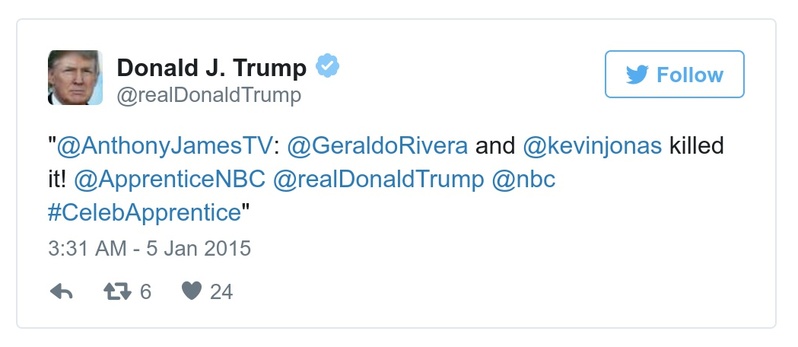 Donald J. Trump
@realDonaldTrump
Follow
"@AnthonyJamesTV: @GeraldoRivera and @kevinjonas killed
it! @ApprenticeNBC @realDonaldTrump @nbc
#CelebApprentice"
3:31 AM - 5 Jan 2015
6 24